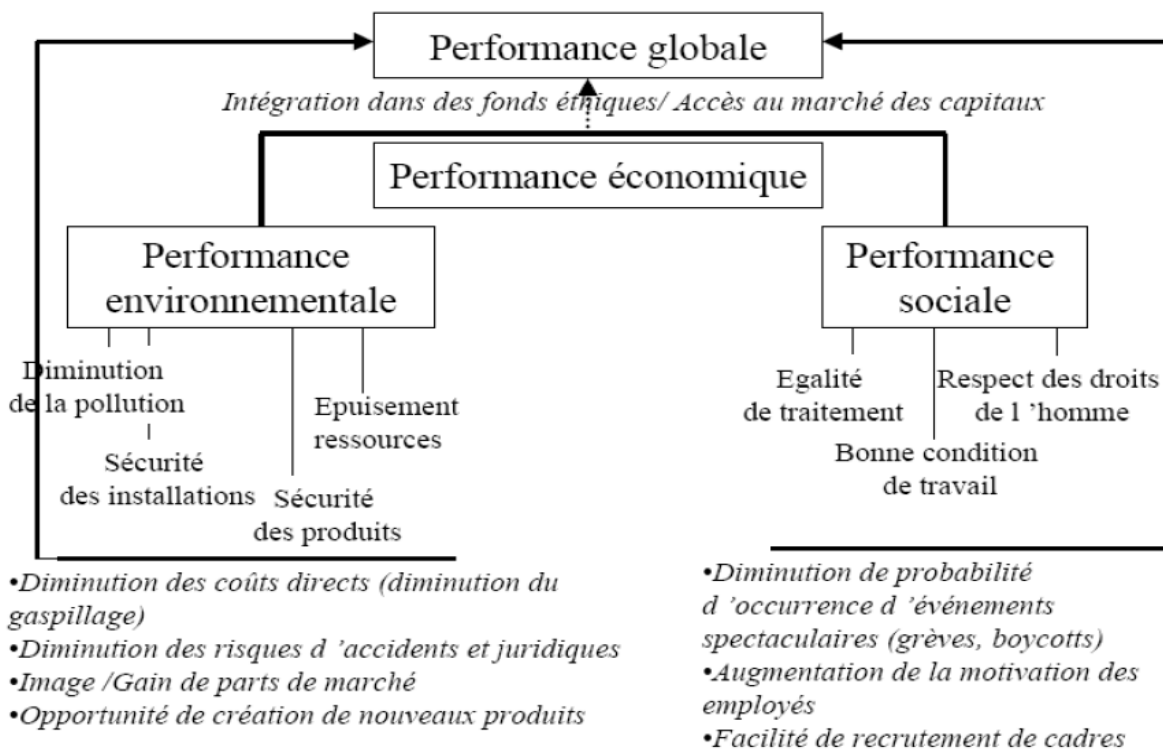 Performance globale
Intégration dans des fonds éthiques/ Accès au marché des capitaux
Performance économique
Performance
environnementale
Diminution
de la pollution
Sécurité
des installations
Sécurité
des produits
Epuisement
ressources
Performance
sociale
Egalité
de traitement
Bonne condition
de travail
Respect des droits
de l ’homme
•Diminution des coûts directs (diminution du
gaspillage)
•Diminution des risques d ’accidents et juridiques
•Image /Gain de parts de marché
•Opportunité de création de nouveaux produits
•Diminution de probabilité
d ’occurrence d ’événements
spectaculaires (grèves, boycotts)
•Augmentation de la motivation des
employés
•Facilité de recrutement de cadres